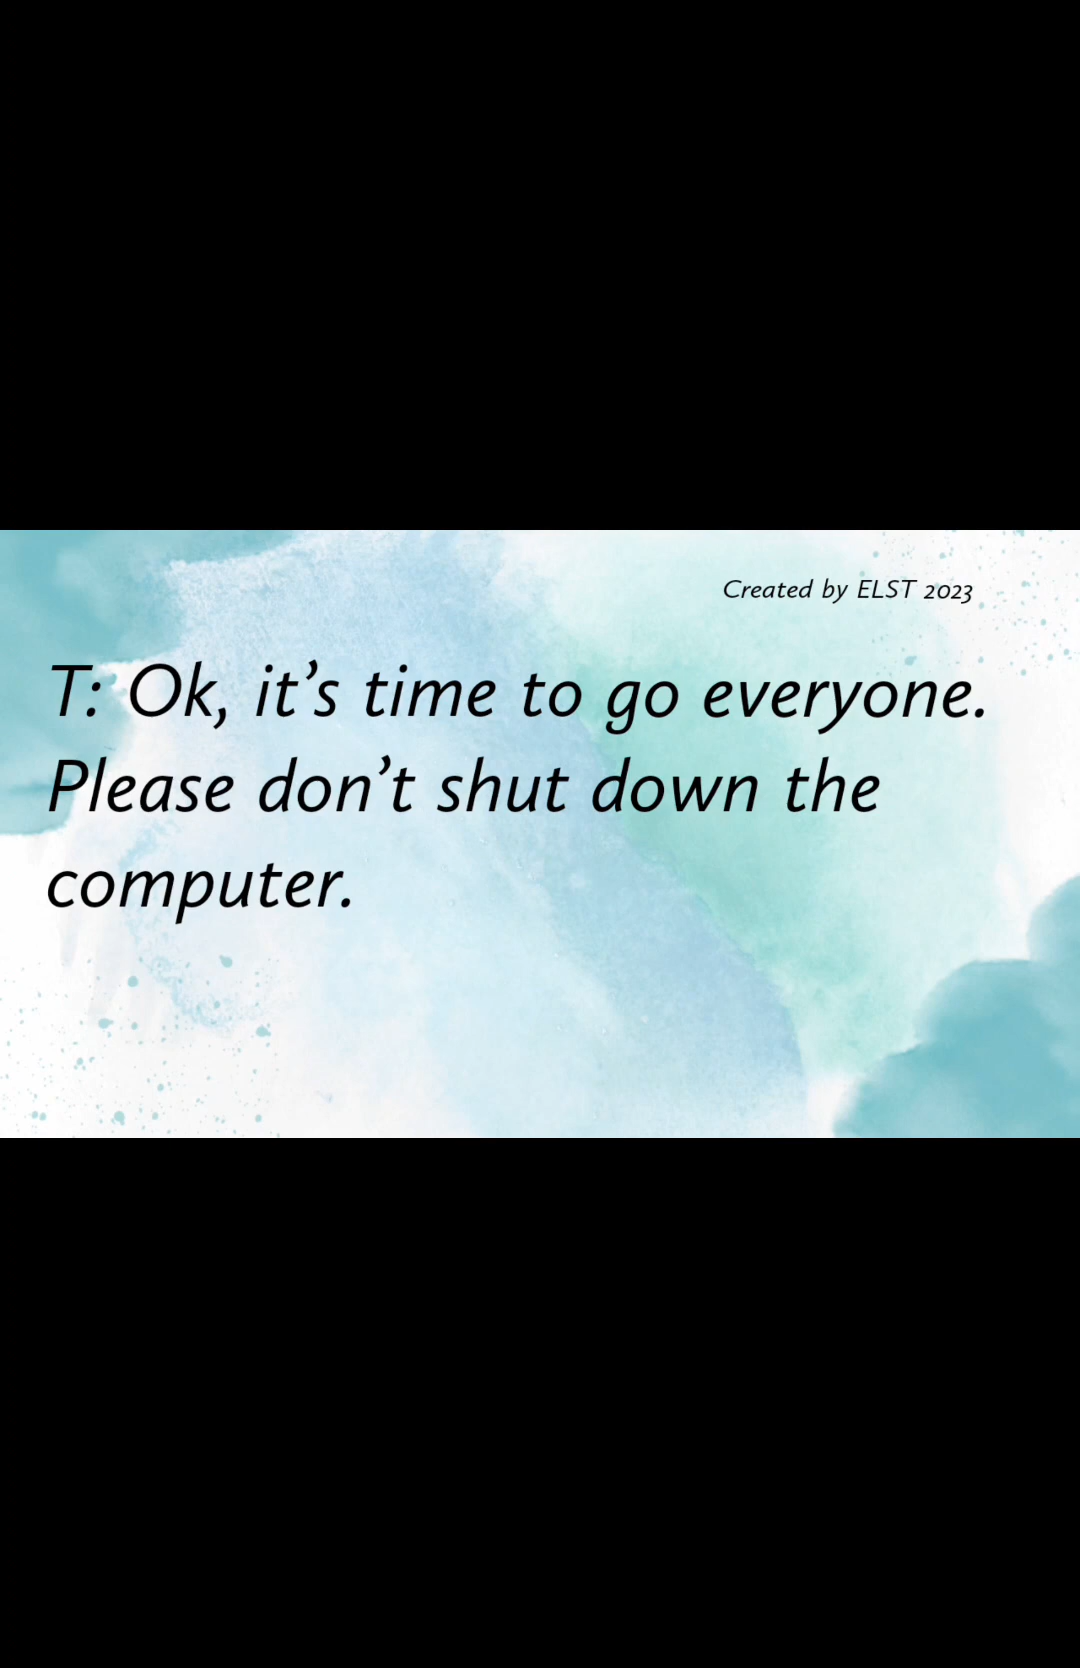 Created by ELST 2023
T: Ok, it’s time to go everyone.
Please don’t shut down the
computer.